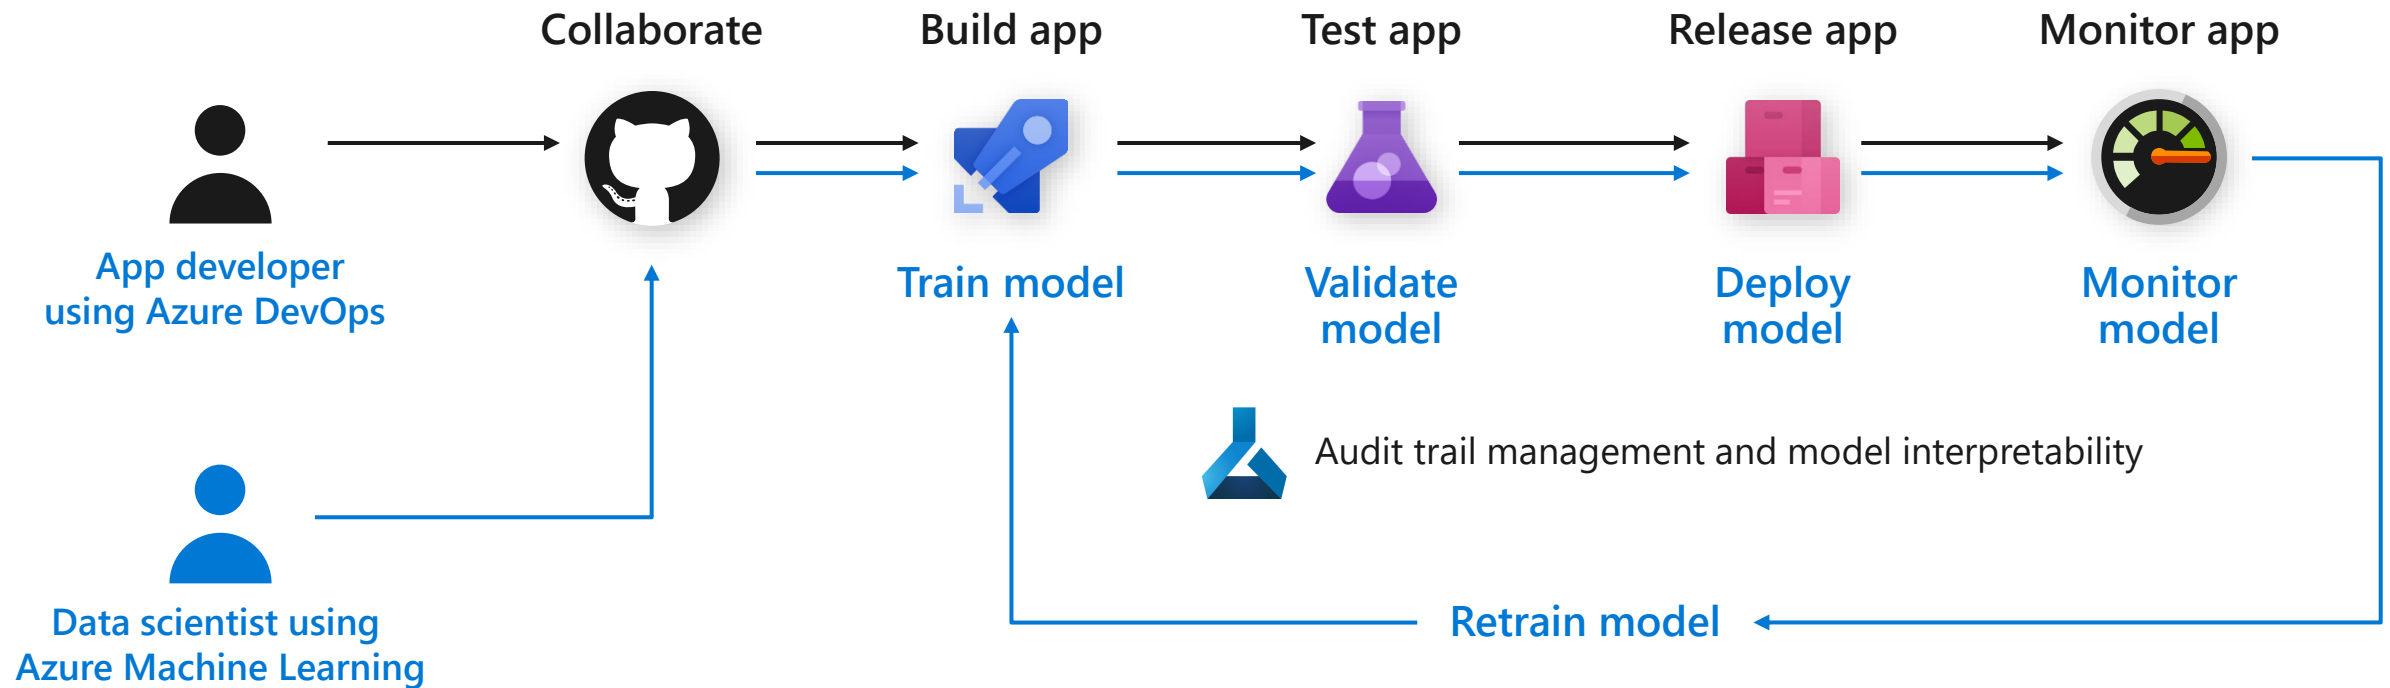 Collaborate
Build app
Test app
Release app
Monitor app
App developer
using Azure DevOps
Train model
Validate
model
Deploy
model
Monitor
model
Audit trail management and model interpretability
Data scientist using
Azure Machine Learning
Retrain model